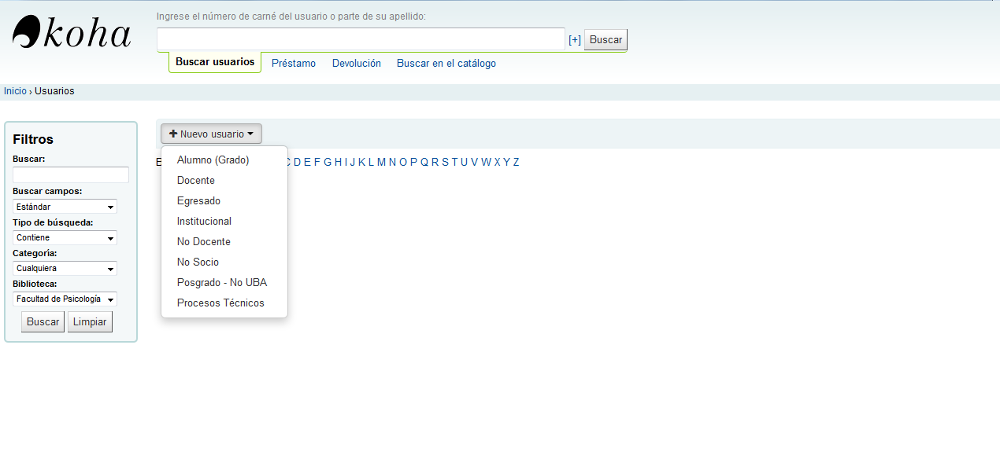 koha
Ingrese el número de carné del usuario o parte de su apellido:
[+] Buscar
Buscar usuarios Préstamo Devolución Buscar en el catálogo
Inicio › Usuarios
Filtros
Buscar:
Buscar campos:
Estándar
Tipo de búsqueda:
Contiene
Categoría:
Cualquiera
Biblioteca:
Facultad de Psicología
Buscar Limpiar
Nuevo usuario
D E F G H I J K L M N O P Q R S T U V W X Y Z
Alumno (Grado)
Docente
Egresado
Institucional
No Docente
No Socio
Posgrado - No UBA
Procesos Técnicos